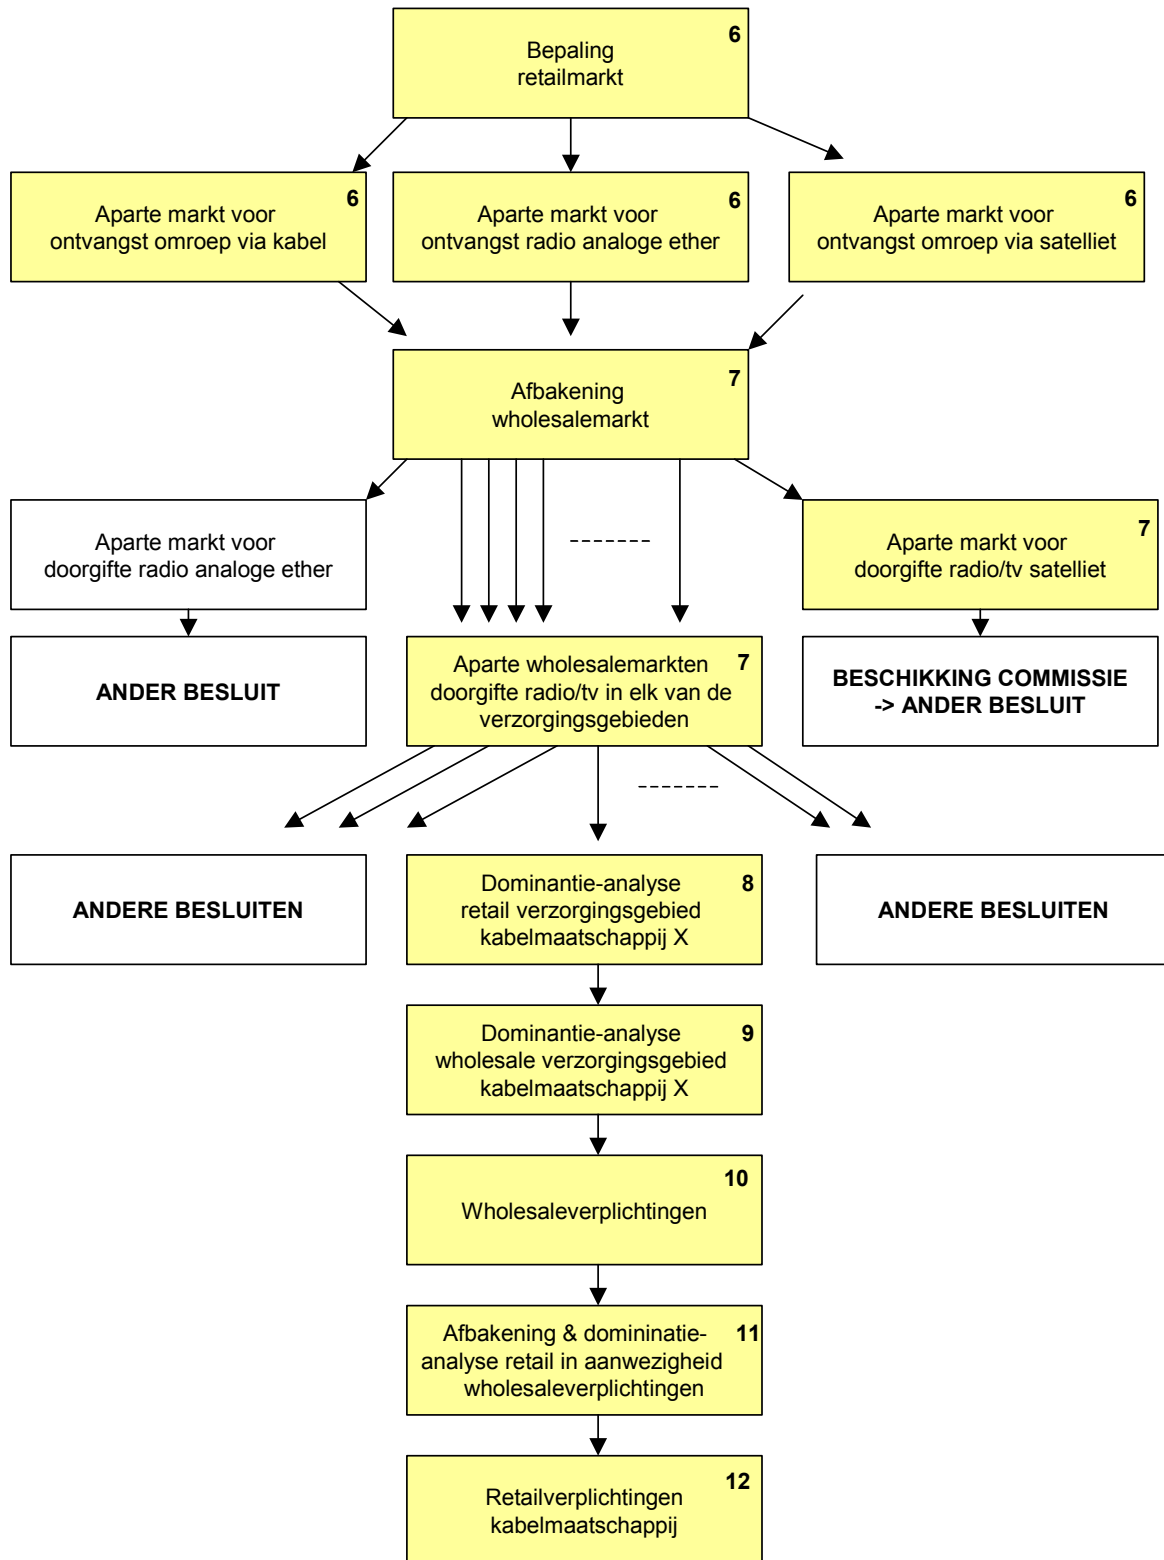 6
Bepaling
retailmarkt
6
Aparte markt voor
ontvangst omroep via kabel
6
Aparte markt voor
ontvangst radio analoge ether
6
Aparte markt voor
ontvangst omroep via satelliet
7
Afbakening
wholesalemarkt
Aparte markt voor
doorgifte radio analoge ether
-------
7
Aparte markt voor
doorgifte radio/tv satelliet
ANDER BESLUIT
7
Aparte wholesalemarkten
doorgifte radio/tv in elk van de
verzorgingsgebieden
BESCHIKKING COMMISSIE
-> ANDER BESLUIT
-------
ANDERE BESLUITEN
8
Dominantie-analyse
retail verzorgingsgebied
kabelmaatschappij X
ANDERE BESLUITEN
9
Dominantie-analyse
wholesale verzorgingsgebied
kabelmaatschappij X
10
Wholesaleverplichtingen
11
Afbakening & domininatie-
analyse retail in aanwezigheid
wholesaleverplichtingen
12
Retailverplichtingen
kabelmaatschappij